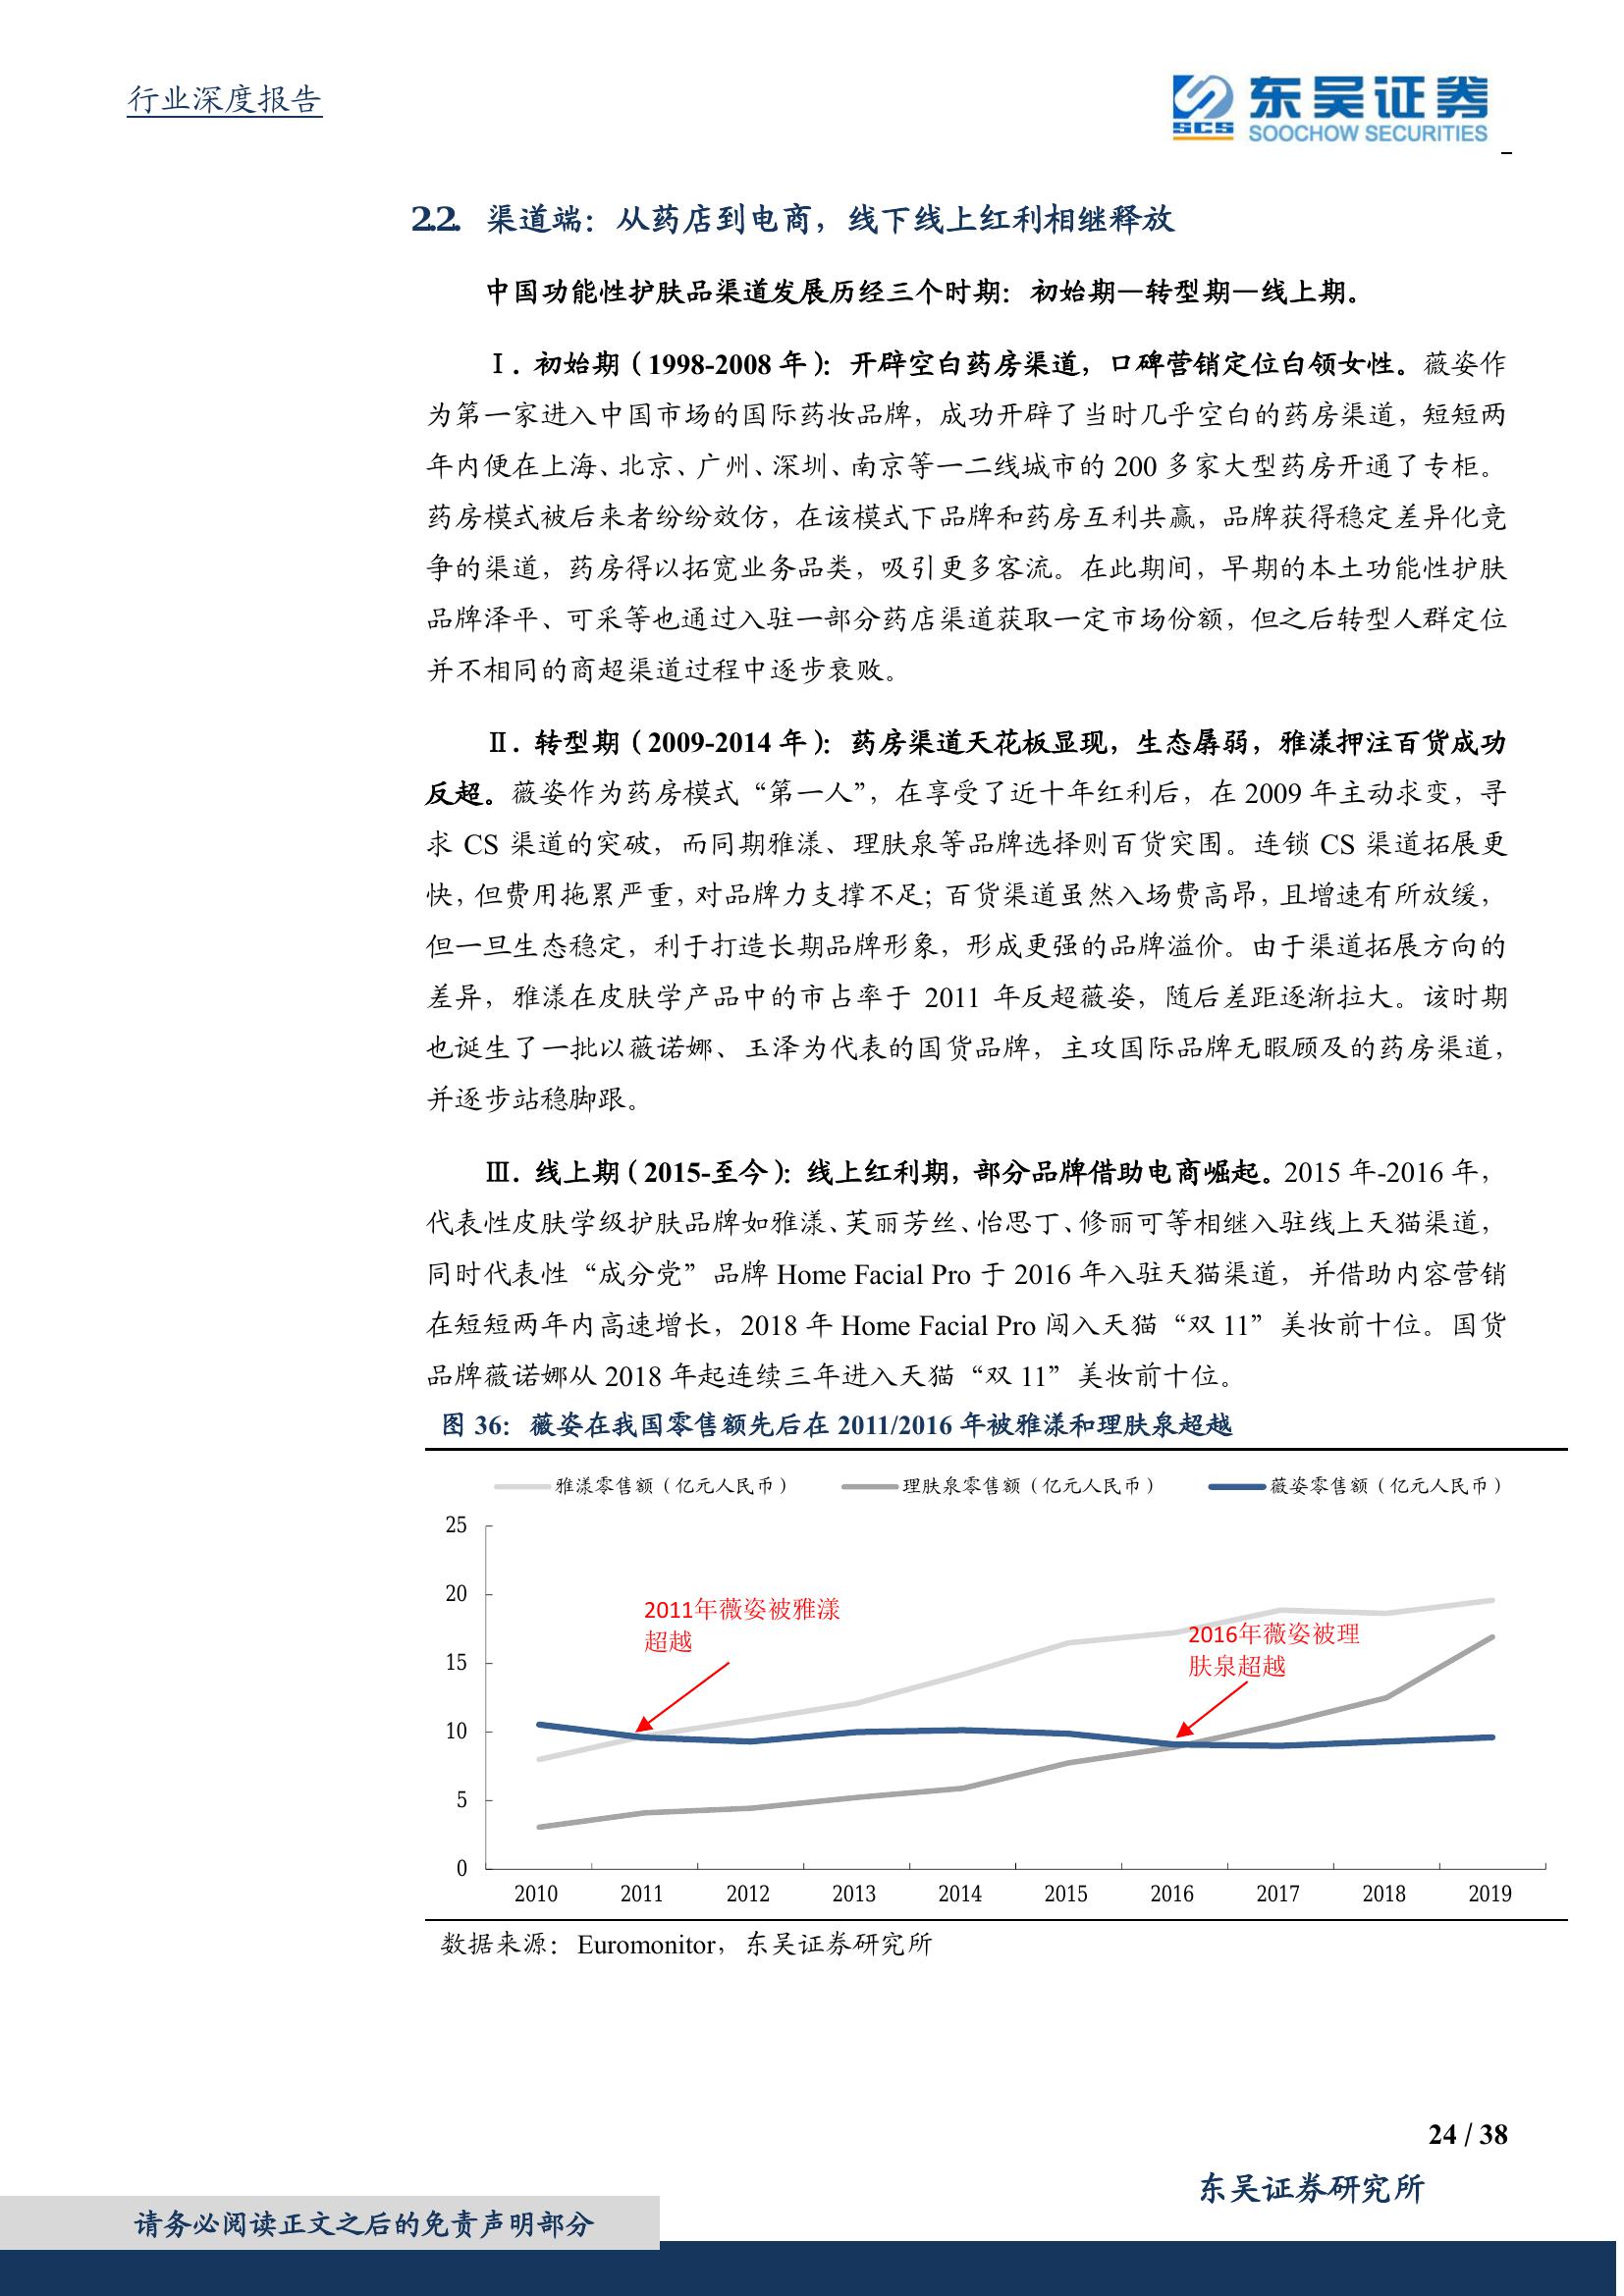 行业深度报告
SCS 东吴证券
SOOCHOW SECURITIES
2.2. 渠道端：从药店到电商，线下线上红利相继释放
中国功能性护肤品渠道发展历经三个时期：初始期—转型期—线上期。
Ⅰ. 初始期（1998-2008 年）：开辟空白药房渠道，口碑营销定位白领女性。薇姿作
为第一家进入中国市场的国际药妆品牌，成功开辟了当时几乎空白的药房渠道，短短两
年内便在上海、北京、广州、深圳、南京等一二线城市的 200 多家大型药房开通了专柜。
药房模式被后来者纷纷效仿，在该模式下品牌和药房互利共赢，品牌获得稳定差异化竞
争的渠道，药房得以拓宽业务品类，吸引更多客流。在此期间，早期的本土功能性护肤
品牌泽平、可采等也通过入驻一部分药店渠道获取一定市场份额，但之后转型人群定位
并不相同的商超渠道过程中逐步衰败。
Ⅱ. 转型期（2009-2014 年）：药房渠道天花板显现，生态孱弱，雅漾押注百货成功
反超。薇姿作为药房模式“第一人”，在享受了近十年红利后，在 2009 年主动求变，寻
求 CS 渠道的突破，而同期雅漾、理肤泉等品牌选择则百货突围。连锁 CS 渠道拓展更
快，但费用拖累严重，对品牌力支撑不足；百货渠道虽然入场费高昂，且增速有所放缓，
但一旦生态稳定，利于打造长期品牌形象，形成更强的品牌溢价。由于渠道拓展方向的
差异，雅漾在皮肤学产品中的市占率于 2011 年反超薇姿，随后差距逐渐拉大。该时期
也诞生了一批以薇诺娜、玉泽为代表的国货品牌，主攻国际品牌无暇顾及的药房渠道，
并逐步站稳脚跟。
Ⅲ. 线上期（2015-至今）：线上红利期，部分品牌借助电商崛起。2015 年-2016 年，
代表性皮肤学级护肤品牌如雅漾、芙丽芳丝、怡思丁、修丽可等相继入驻线上天猫渠道，
同时代表性“成分党”品牌 Home Facial Pro 于 2016 年入驻天猫渠道，并借助内容营销
在短短两年内高速增长，2018 年 Home Facial Pro 闯入天猫“双 11”美妆前十位。国货
品牌薇诺娜从 2018 年起连续三年进入天猫“双 11”美妆前十位。
图 36：薇姿在我国零售额先后在 2011/2016 年被雅漾和理肤泉超越
雅漾零售额（亿元人民币） 理肤泉零售额（亿元人民币） 薇姿零售额（亿元人民币）
25
20
15
10
5
0
2011年薇姿被雅漾
超越
2016年薇姿被理
肤泉超越
2010 2011 2012 2013 2014 2015 2016 2017 2018 2019
数据来源：Euromonitor，东吴证券研究所
24 / 38
东吴证券研究所
请务必阅读正文之后的免责声明部分